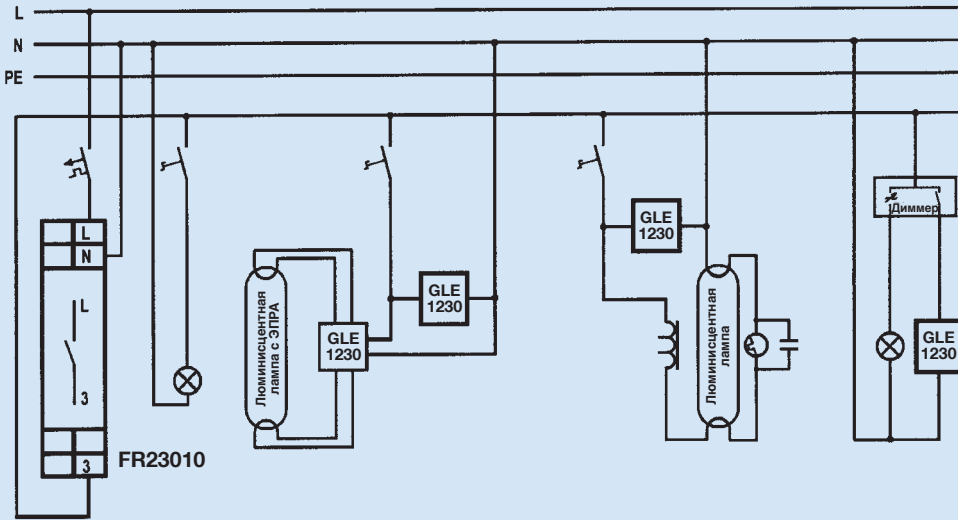 L
N
PE
L
N
L
3
3
FR23010
Люминисцентная
лампа с ЭПРА
GLE
1230
GLE
1230
GLE
1230
Люминисцентная
лампа
Диммер
GLE
1230